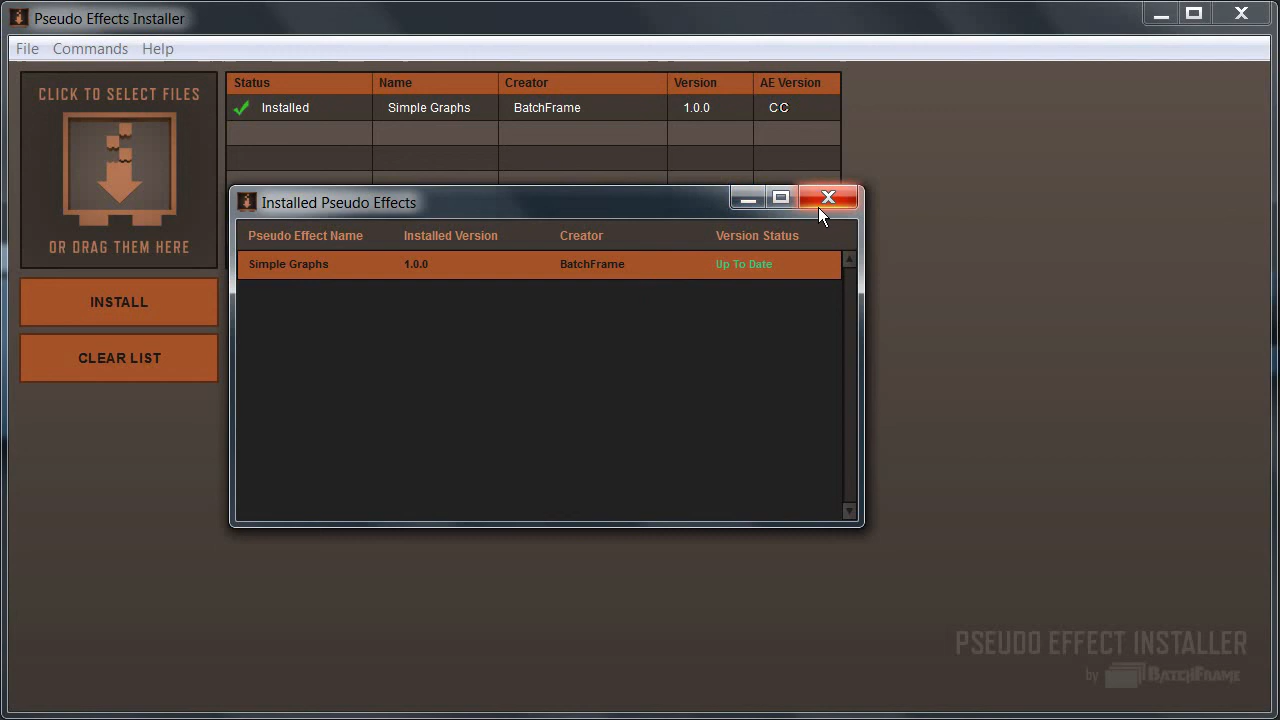 Pseudo Effects Installer
File Commands Help
CLICK TO SELECT FILES
OR DRAG THEM HERE
INSTALL
CLEAR LIST
Status Name Creator Version AE Version
Installed Simple Graphs BatchFrame 1.0.0 CC
Installed Pseudo Effects
Pseudo Effect Name Installed Version Creator Version Status
Simple Graphs 1.0.0 BatchFrame Up To Date
PSEUDO EFFECT INSTALLER
by BATCHFRAME